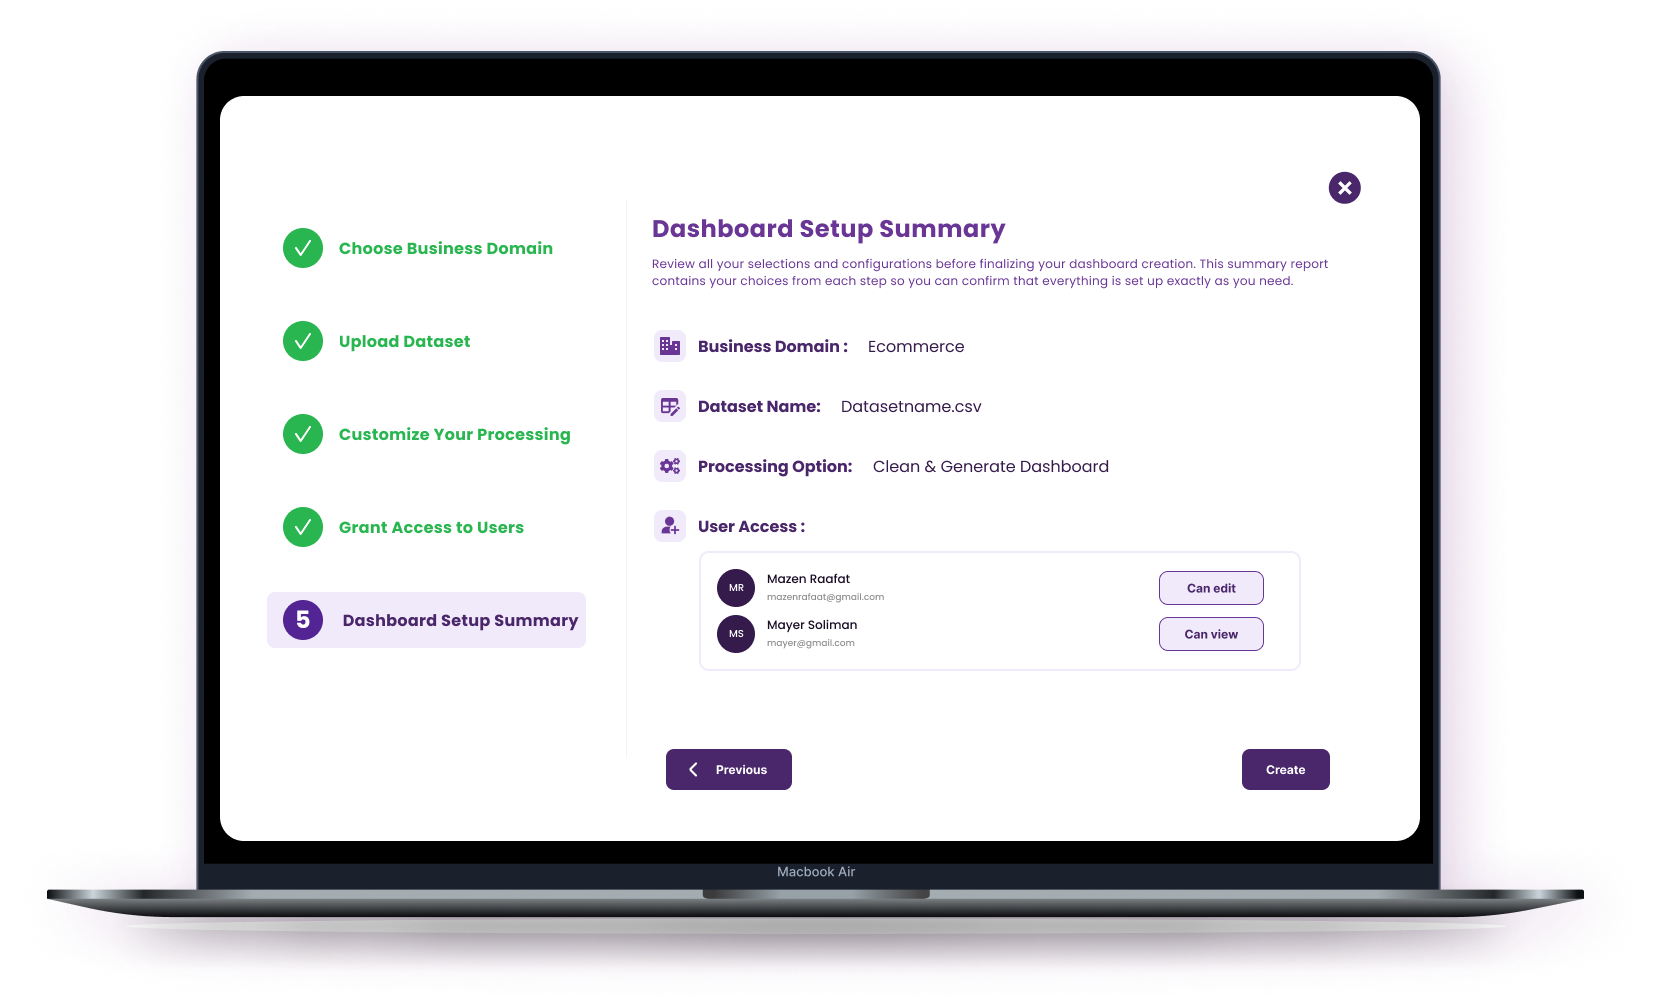 Choose Business Domain
Upload Dataset
Customize Your Processing
Grant Access to Users
5 Dashboard Setup Summary
Dashboard Setup Summary
Review all your selections and configurations before finalizing your dashboard creation. This summary report
contains your choices from each step so you can confirm that everything is set up exactly as you need.
Business Domain : Ecommerce
Dataset Name: Datasetname.csv
Processing Option: Clean & Generate Dashboard
User Access :
MR Mazen Raafat Can edit
mazenrafaat@gmail.com
MS Mayer Soliman Can view
mayer@gmail.com
Previous Create
Macbook Air